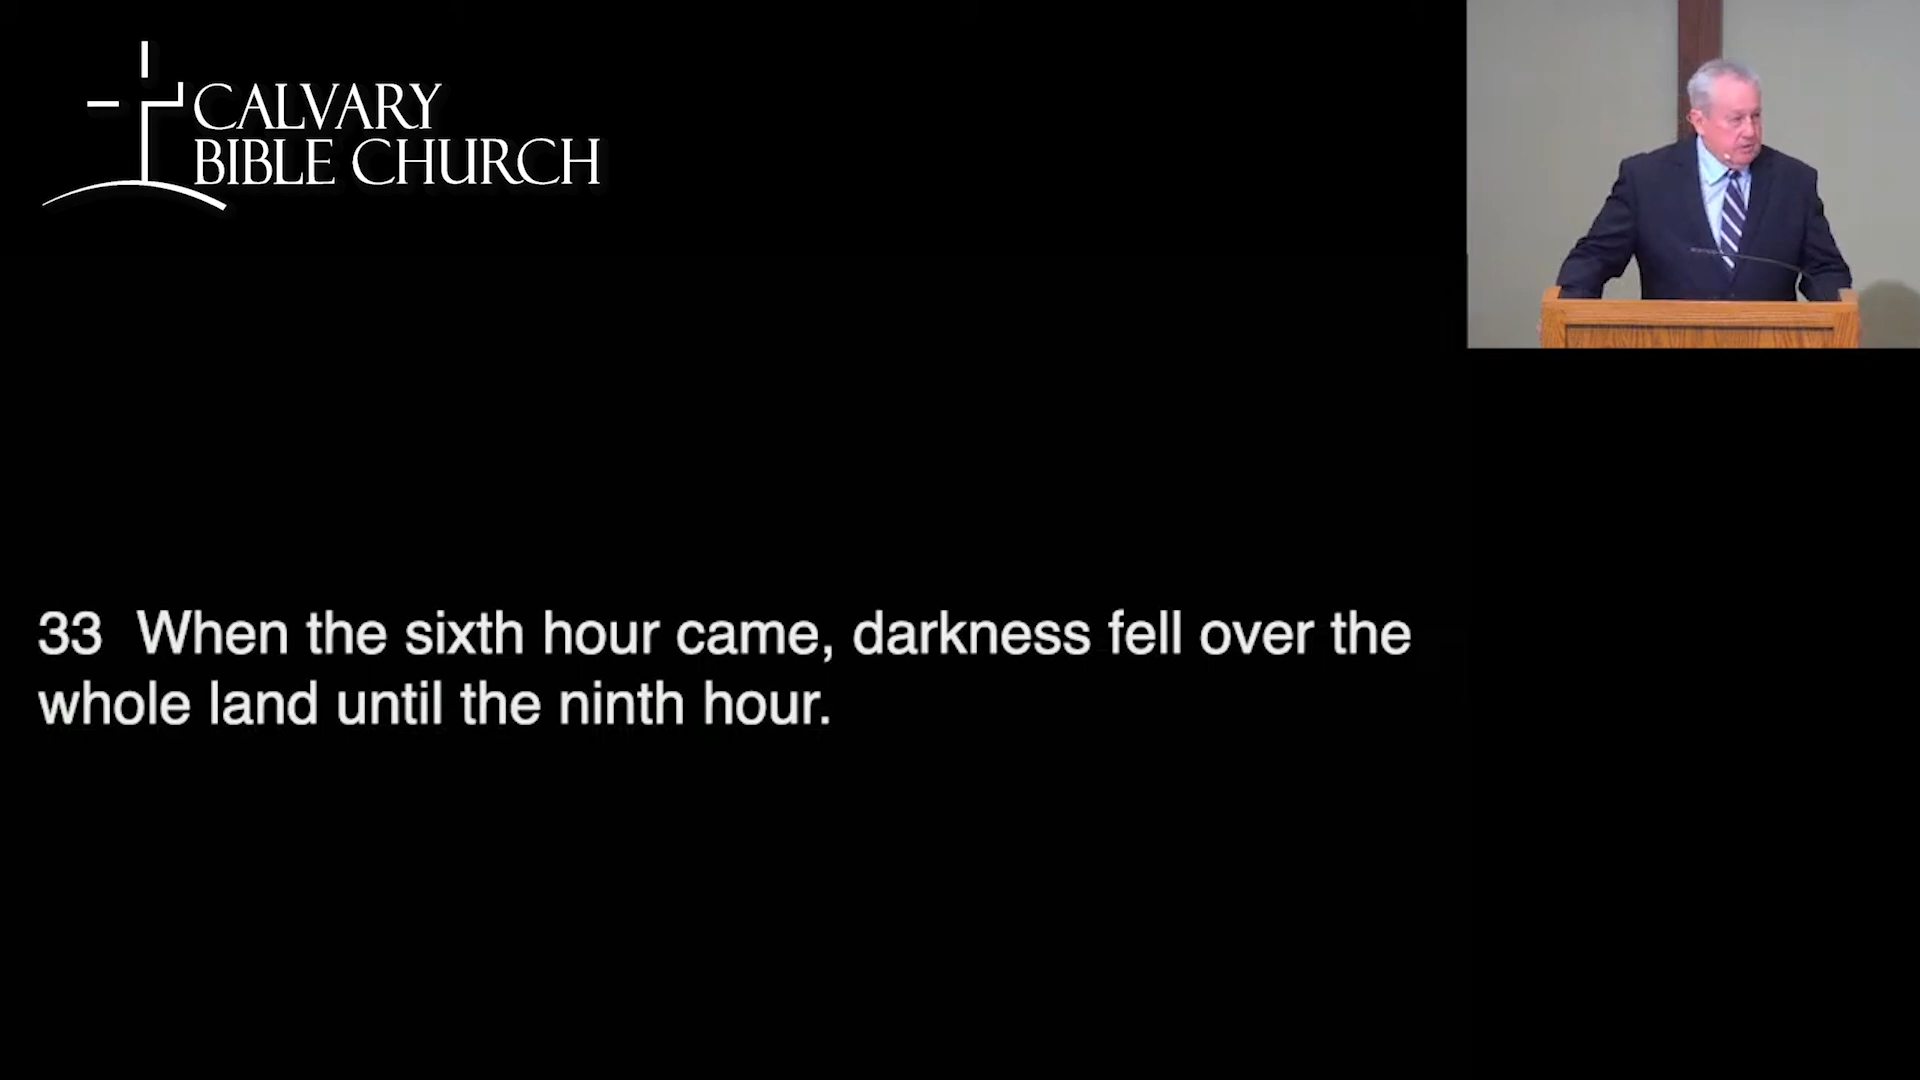 CALVARY
BIBLE CHURCH
33  When the sixth hour came, darkness fell over the
whole land until the ninth hour.